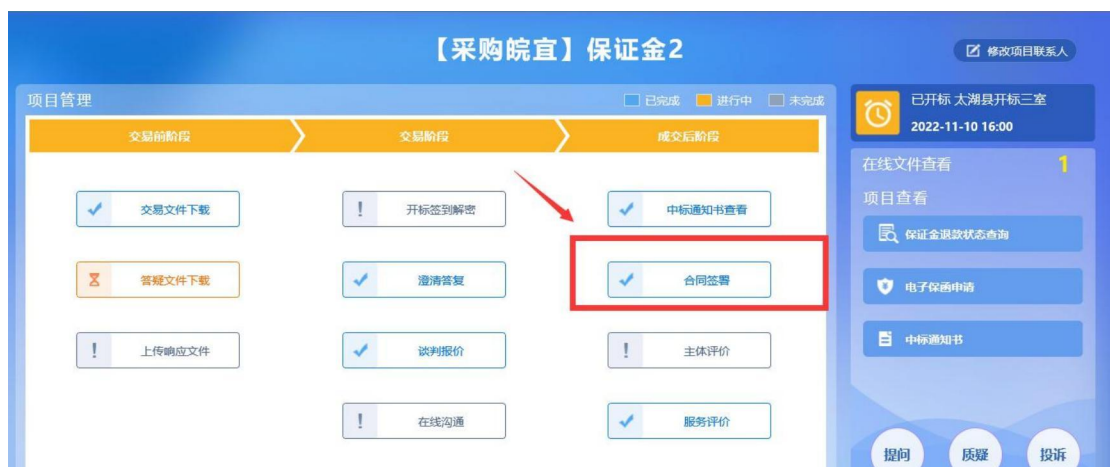 【采购皖宜】保证金2
修改项目联系人
项目管理
已完成 进行中 未完成
交易前阶段 交易阶段 成交后阶段
交易文件下载 ! 开标签到解密 中标通知书查看
答疑文件下载 澄清答复 合同签署
! 上传响应文件 谈判报价 ! 主体评价
! 在线沟通 服务评价
已开标 太湖县开标三室
2022-11-10 16:00
在线文件查看 1
项目查看
保证金退款状态查询
电子保函申请
中标通知书
提问 质疑 投诉